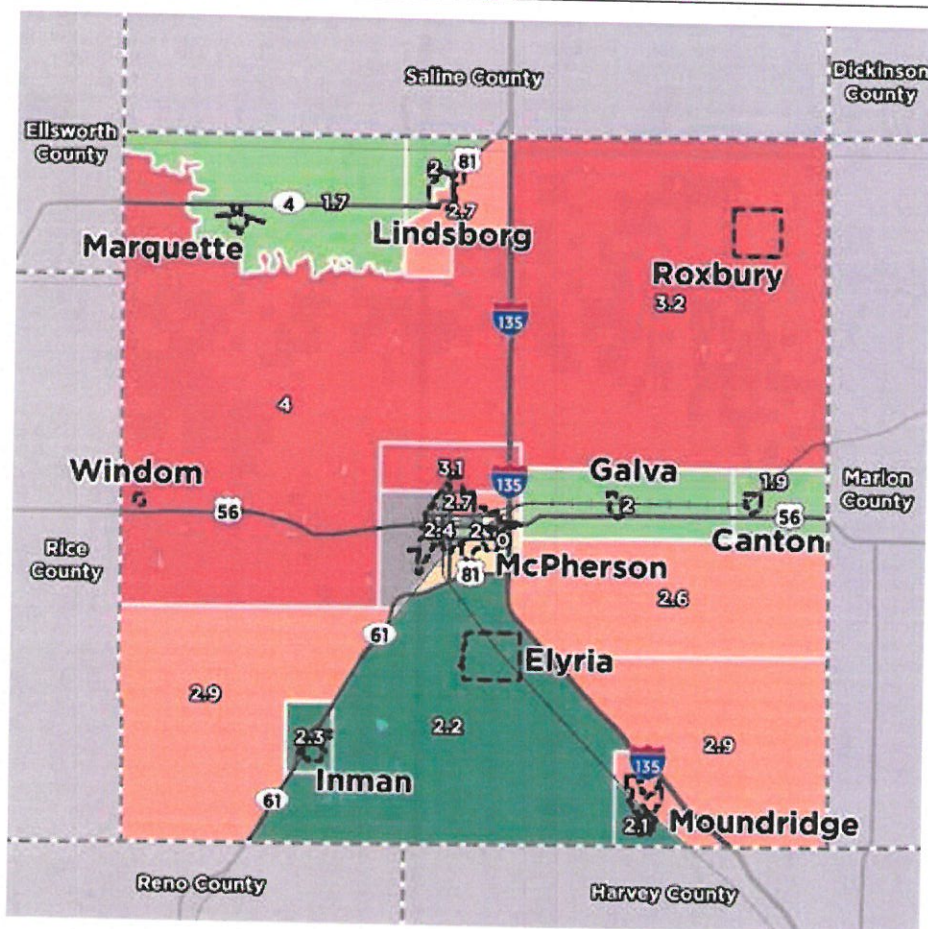 Saline County
Dickinson
County
Ellsworth
County
2
81
4
1.7
2.7
Marquette
Lindsborg
Roxbury
3.2
135
4
Windom
3.1
135
Galva
1.9
Marion
County
56
2.7
2
56
2.4
2
0
Canton
Rice
County
McPherson
81
2.6
61
Elyria
2.9
2.2
2.3
2.9
135
Inman
61
2.1
Moundridge
Reno County
Harvey County